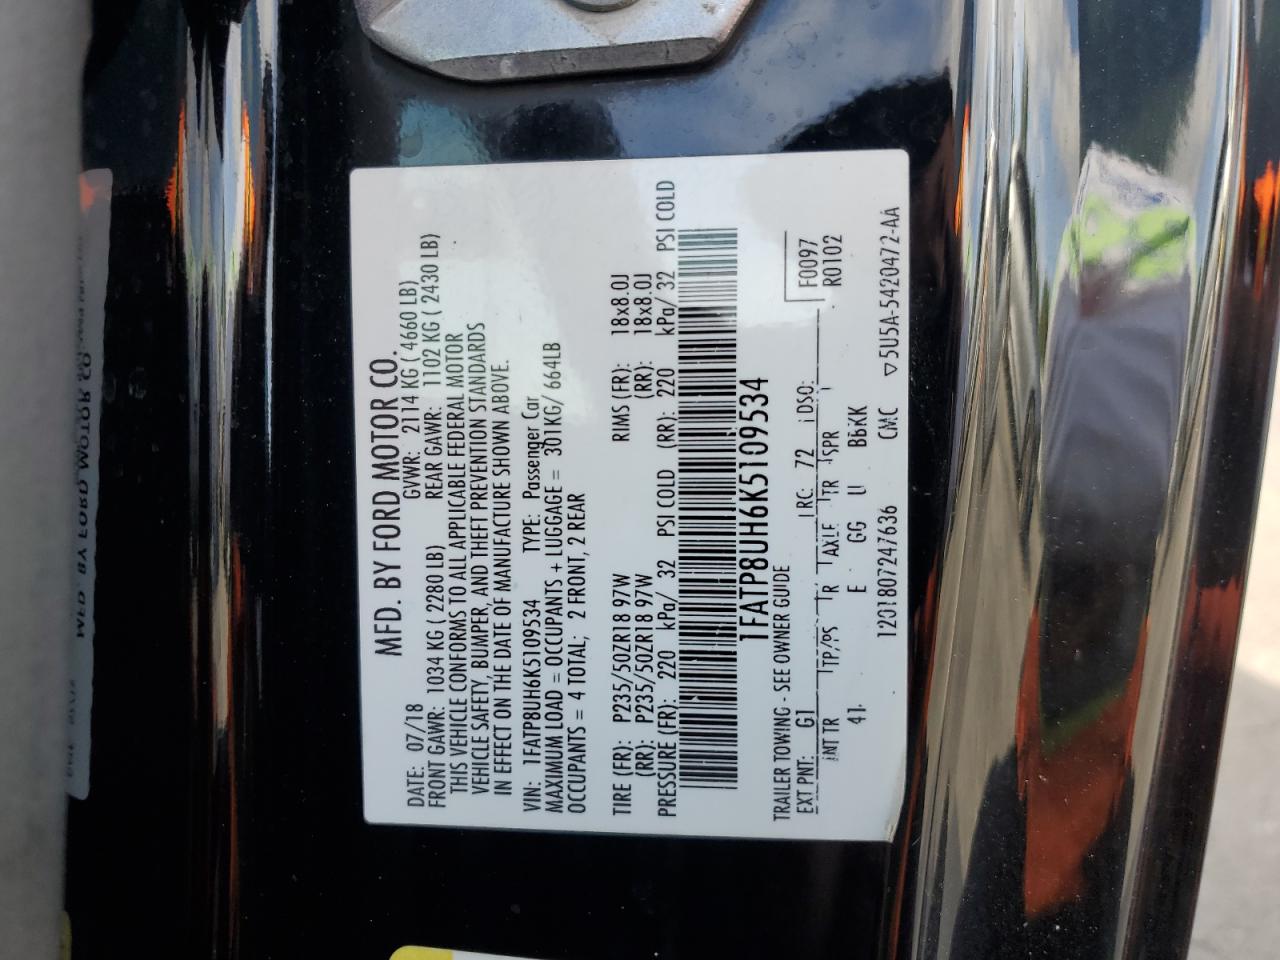 MFD. BY FORD MOTOR CO.
DATE: 07/18 GVWR: 2114 KG ( 4660 LB)
FRONT GAWR: 1034 KG ( 2280 LB) REAR GAWR: 1102 KG ( 2430 LB)
THIS VEHICLE CONFORMS TO ALL APPLICABLE FEDERAL MOTOR
VEHICLE SAFETY, BUMPER, AND THEFT PREVENTION STANDARDS
IN EFFECT ON THE DATE OF MANUFACTURE SHOWN ABOVE.
VIN: 1FATP8UH6K5109534 TYPE: Passenger Car
MAXIMUM LOAD = OCCUPANTS + LUGGAGE = 301KG/ 664LB
OCCUPANTS = 4 TOTAL; 2 FRONT, 2 REAR
TIRE (FR): P235/50ZR18 97W RIMS (FR): 18x8.0J
(RR): P235/50ZR18 97W (RR): 18x8.0J
PRESSURE (FR): 220 kPa/ 32 PSI COLD (RR): 220 kPa/ 32 PSI COLD
1FATP8UH6K5109534
TRAILER TOWING - SEE OWNER GUIDE
EXT PNT: G1 RC: 72 DSO: F0097
INT TR TP/PS R AXLE TR SPR R0102
41 E GG U BbKK
1201807247636 CMC ▽5U5A-5420472-AA
MFD. BY FORD MOTOR CO